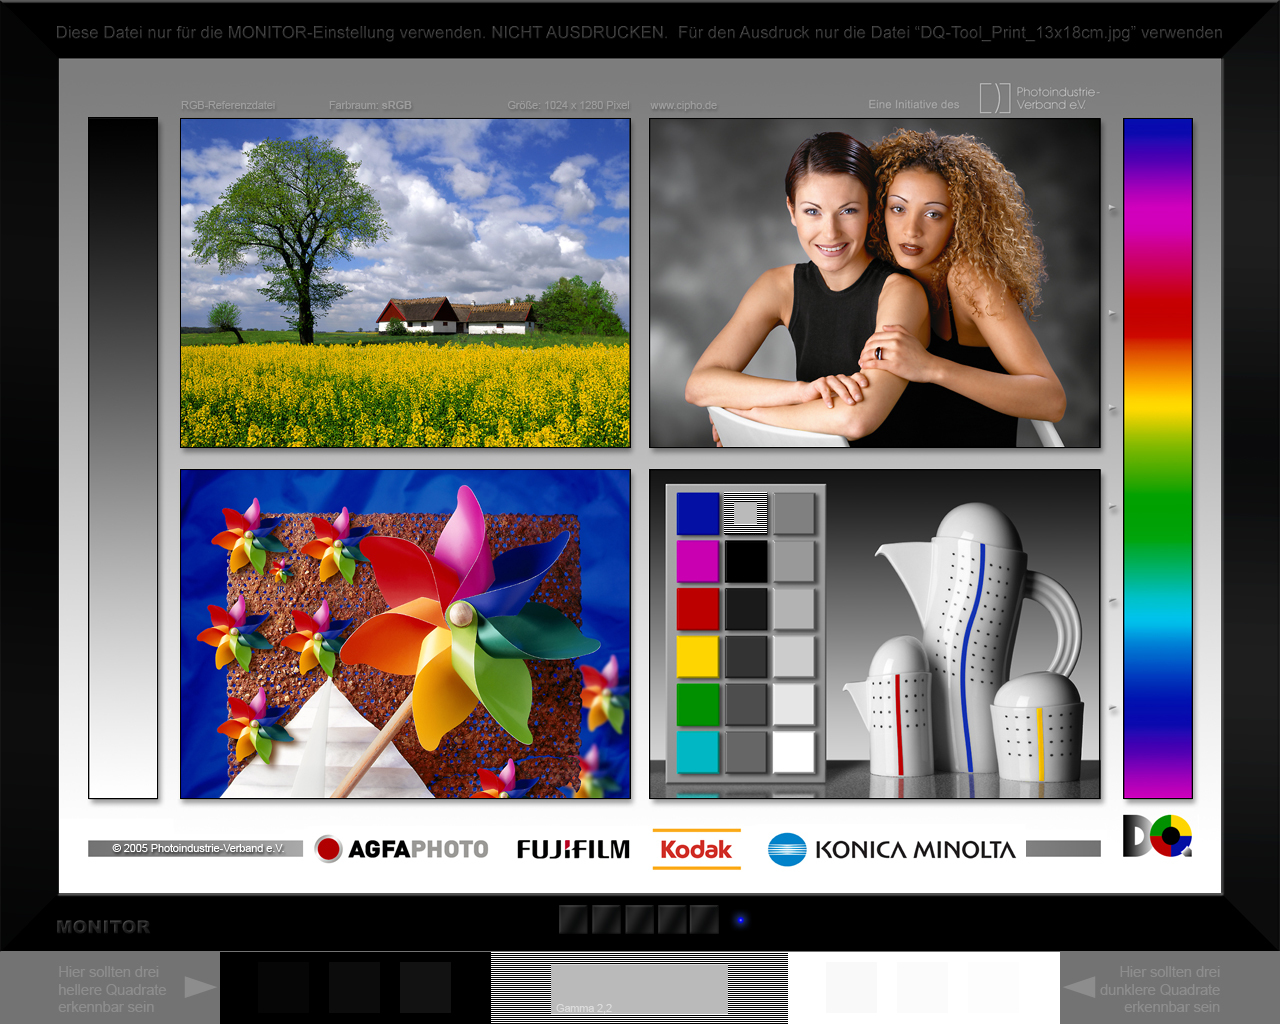 Diese Datei nur für die MONITOR-Einstellung verwenden. NICHT AUSDRUCKEN. Für den Ausdruck nur die Datei “DQ-Tool_Print_13x18cm.jpg” verwenden
RGB-Referenzdatei Farbraum: sRGB Größe: 1024 x 1280 Pixel www.cipho.de Eine Initiative des
Photoindustrie-
Verband e.V.
© 2005 Photoindustrie-Verband e.V. AGFAPHOTO FUJIFILM Kodak KONICA MINOLTA DQ
MONITOR
Hier sollten drei
hellere Quadrate
erkennbar sein
Gamma 2,2
Hier sollten drei
dunklere Quadrate
erkennbar sein